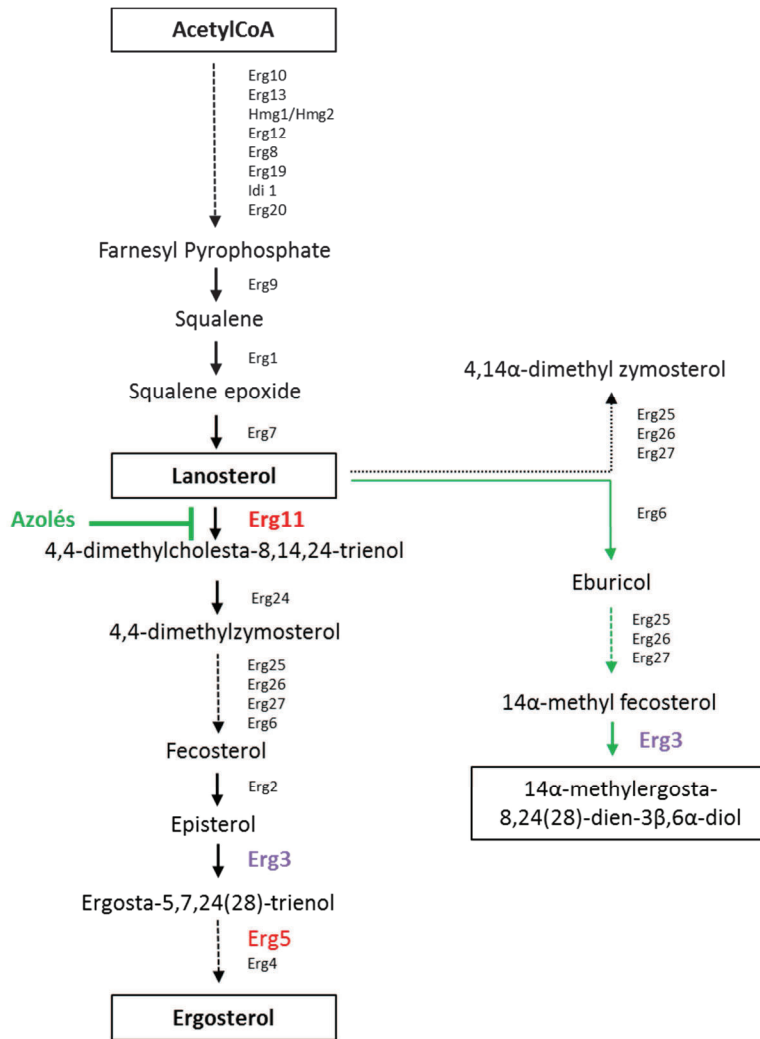 AcetylCoA
Erg10
Erg13
Hmg1/Hmg2
Erg12
Erg8
Erg19
Idi 1
Erg20
Farnesyl Pyrophosphate
Erg9
Squalene
Erg1
Squalene epoxide
Erg7
Lanosterol
Azolés
Erg11
4,4-dimethylcholesta-8,14,24-trienol
Erg24
4,4-dimethylzymosterol
Erg25
Erg26
Erg27
Erg6
Fecosterol
Erg2
Episterol
Erg3
Ergosta-5,7,24(28)-trienol
Erg5
Erg4
Ergosterol
4,14α-dimethyl zymosterol
Erg25
Erg26
Erg27
Erg6
Eburicol
Erg25
Erg26
Erg27
14α-methyl fecosterol
Erg3
14α-methylergosta-
8,24(28)-dien-3β,6α-diol